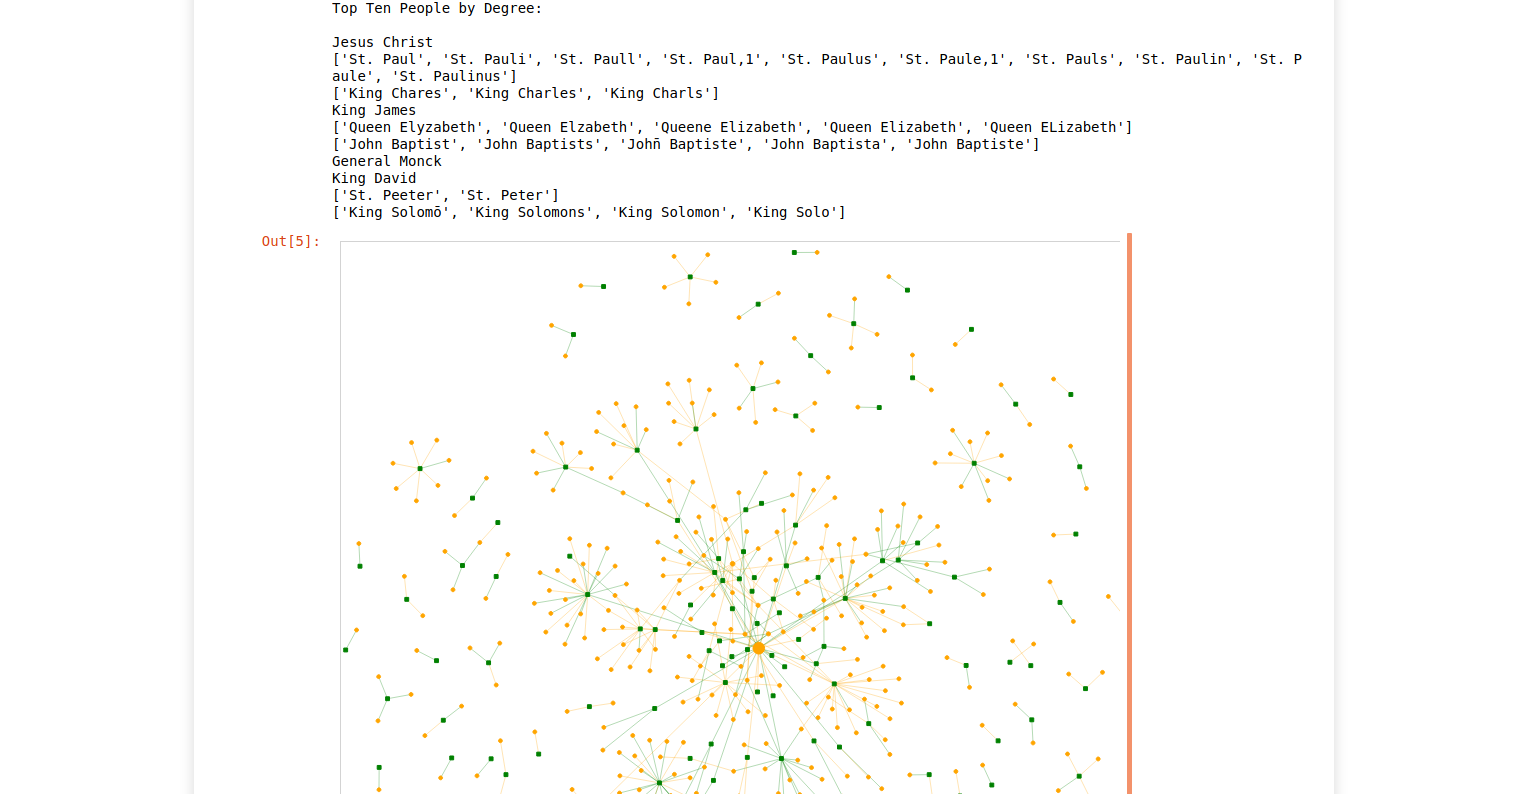 Top Ten People by Degree:
Jesus Christ
['St. Paul', 'St. Pauli', 'St. Paull', 'St. Paul,1', 'St. Paulus', 'St. Paule,1', 'St. Pauls', 'St. Paulin', 'St. P
aule', 'St. Paulinus']
['King Chares', 'King Charles', 'King Charls']
King James
['Queen Elyzabeth', 'Queen Elzabeth', 'Queene Elizabeth', 'Queen Elizabeth', 'Queen ELizabeth']
['John Baptist', 'John Baptists', 'Johñ Baptiste', 'John Baptista', 'John Baptiste']
General Monck
King David
['St. Peeter', 'St. Peter']
['King Solomō', 'King Solomons', 'King Solomon', 'King Solo']
Out[5]: